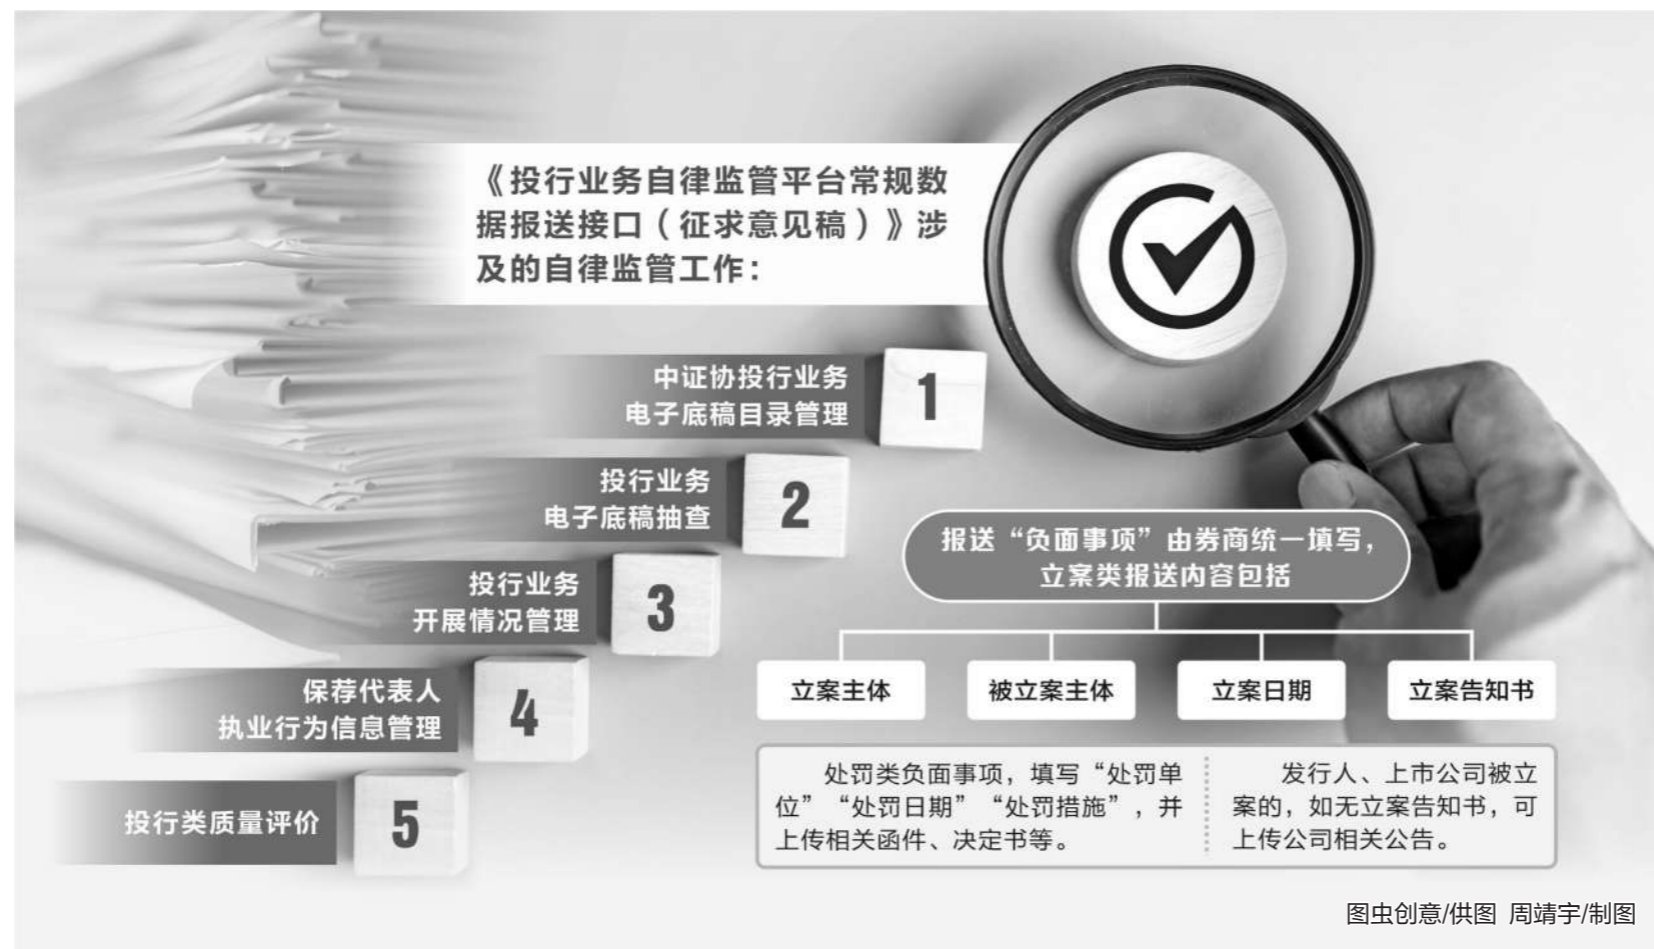 《投行业务自律监管平台常规数
据报送接口（征求意见稿）》涉
及的自律监管工作：
中证协投行业务
电子底稿目录管理
1
投行业务
电子底稿抽查
2
投行业务
开展情况管理
3
保荐代表人
执业行为信息管理
4
投行类质量评价
5
报送“负面事项”由券商统一填写，
立案类报送内容包括
立案主体
被立案主体
立案日期
立案告知书
处罚类负面事项，填写“处罚单
位”“处罚日期”“处罚措施”，并
上传相关函件、决定书等。
发行人、上市公司被立
案的，如无立案告知书，可
上传公司相关公告。
图虫创意/供图 周靖宇/制图